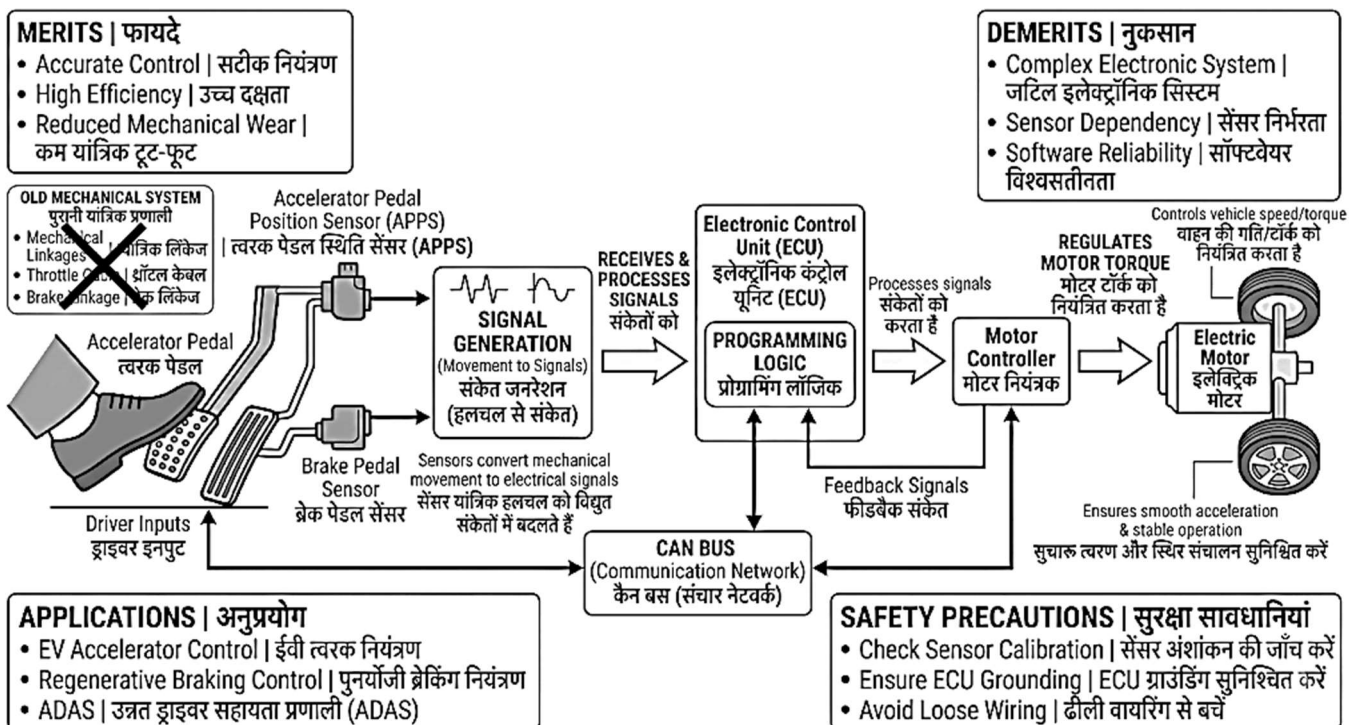 MERITS | फायदे
• Accurate Control | सटीक नियंत्रण
• High Efficiency | उच्च दक्षता
• Reduced Mechanical Wear |
कम यांत्रिक टूट-फूट
DEMERITS | नुकसान
• Complex Electronic System |
जटिल इलेक्ट्रॉनिक सिस्टम
• Sensor Dependency | सेंसर निर्भरता
• Software Reliability | सॉफ्टवेयर
विश्वसतीनता
OLD MECHANICAL SYSTEM
पुरानी यांत्रिक प्रणाली
• Mechanical
Linkages | यांत्रिक लिंकेज
• Throttle | थ्रॉटल केबल
• Brake Linkage | लिंकेज
Accelerator Pedal
Position Sensor (APPS)
| त्वरक पेडल स्थिति सेंसर (APPS)
Accelerator Pedal
त्वरक पेडल
Brake Pedal
Sensor
ब्रेक पेडल सेंसर
Driver Inputs
ड्राइवर इनपुट
SIGNAL
GENERATION
(Movement to Signals)
संकेत जनरेशन
(हलचल से संकेत)
Sensors convert mechanical
movement to electrical signals
सेंसर यांत्रिक हलचल को विद्युत
संकेतों में बदलते हैं
RECEIVES &
PROCESSES
SIGNALS
संकेतों को
Electronic Control
Unit (ECU)
इलेक्ट्रॉनिक कंट्रोल
यूनिट (ECU)
PROGRAMMING
LOGIC
प्रोग्रामिंग लॉजिक
Processes signals
संकेतों को
करता है
Motor
Controller
मोटर नियंत्रक
Feedback Signals
फीडबैक संकेत
REGULATES
MOTOR TORQUE
मोटर टॉर्क को
नियंत्रित करता है
Controls vehicle speed/torque
वाहन की गति/टॉर्क को
नियंत्रित करता है
Electric
Motor
इलेक्ट्रिक
मोटर
Ensures smooth acceleration
& stable operation
सुचारू त्वरण और स्थिर संचालन सुनिश्चित करें
CAN BUS
(Communication Network)
कैन बस (संचार नेटवर्क)
APPLICATIONS | अनुप्रयोग
• EV Accelerator Control | ईवी त्वरक नियंत्रण
• Regenerative Braking Control | पुनर्योजी ब्रेकिंग नियंत्रण
• ADAS | उन्नत ड्राइवर सहायता प्रणाली (ADAS)
SAFETY PRECAUTIONS | सुरक्षा सावधानियां
• Check Sensor Calibration | सेंसर अंशांकन की जाँच करें
• Ensure ECU Grounding | ECU ग्राउंडिंग सुनिश्चित करें
• Avoid Loose Wiring | ढीली वायरिंग से बचें